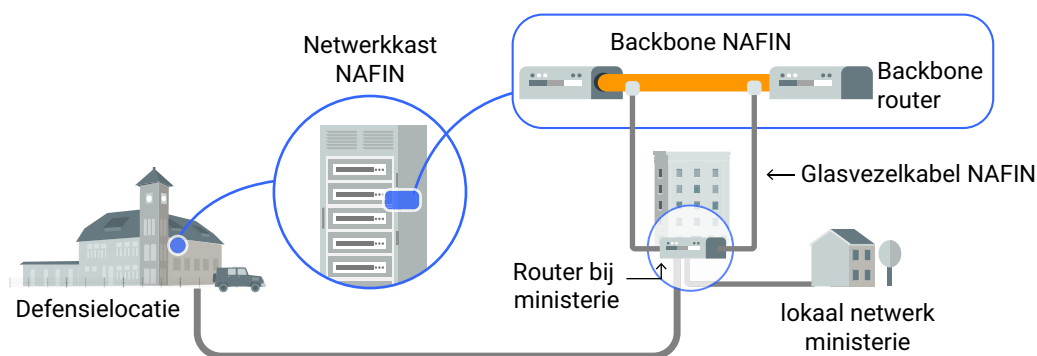 Netwerkkast
NAFIN
Backbone NAFIN
Backbone
router
← Glasvezelkabel NAFIN
Defensielocatie
Router bij
ministerie
lokaal netwerk
ministerie